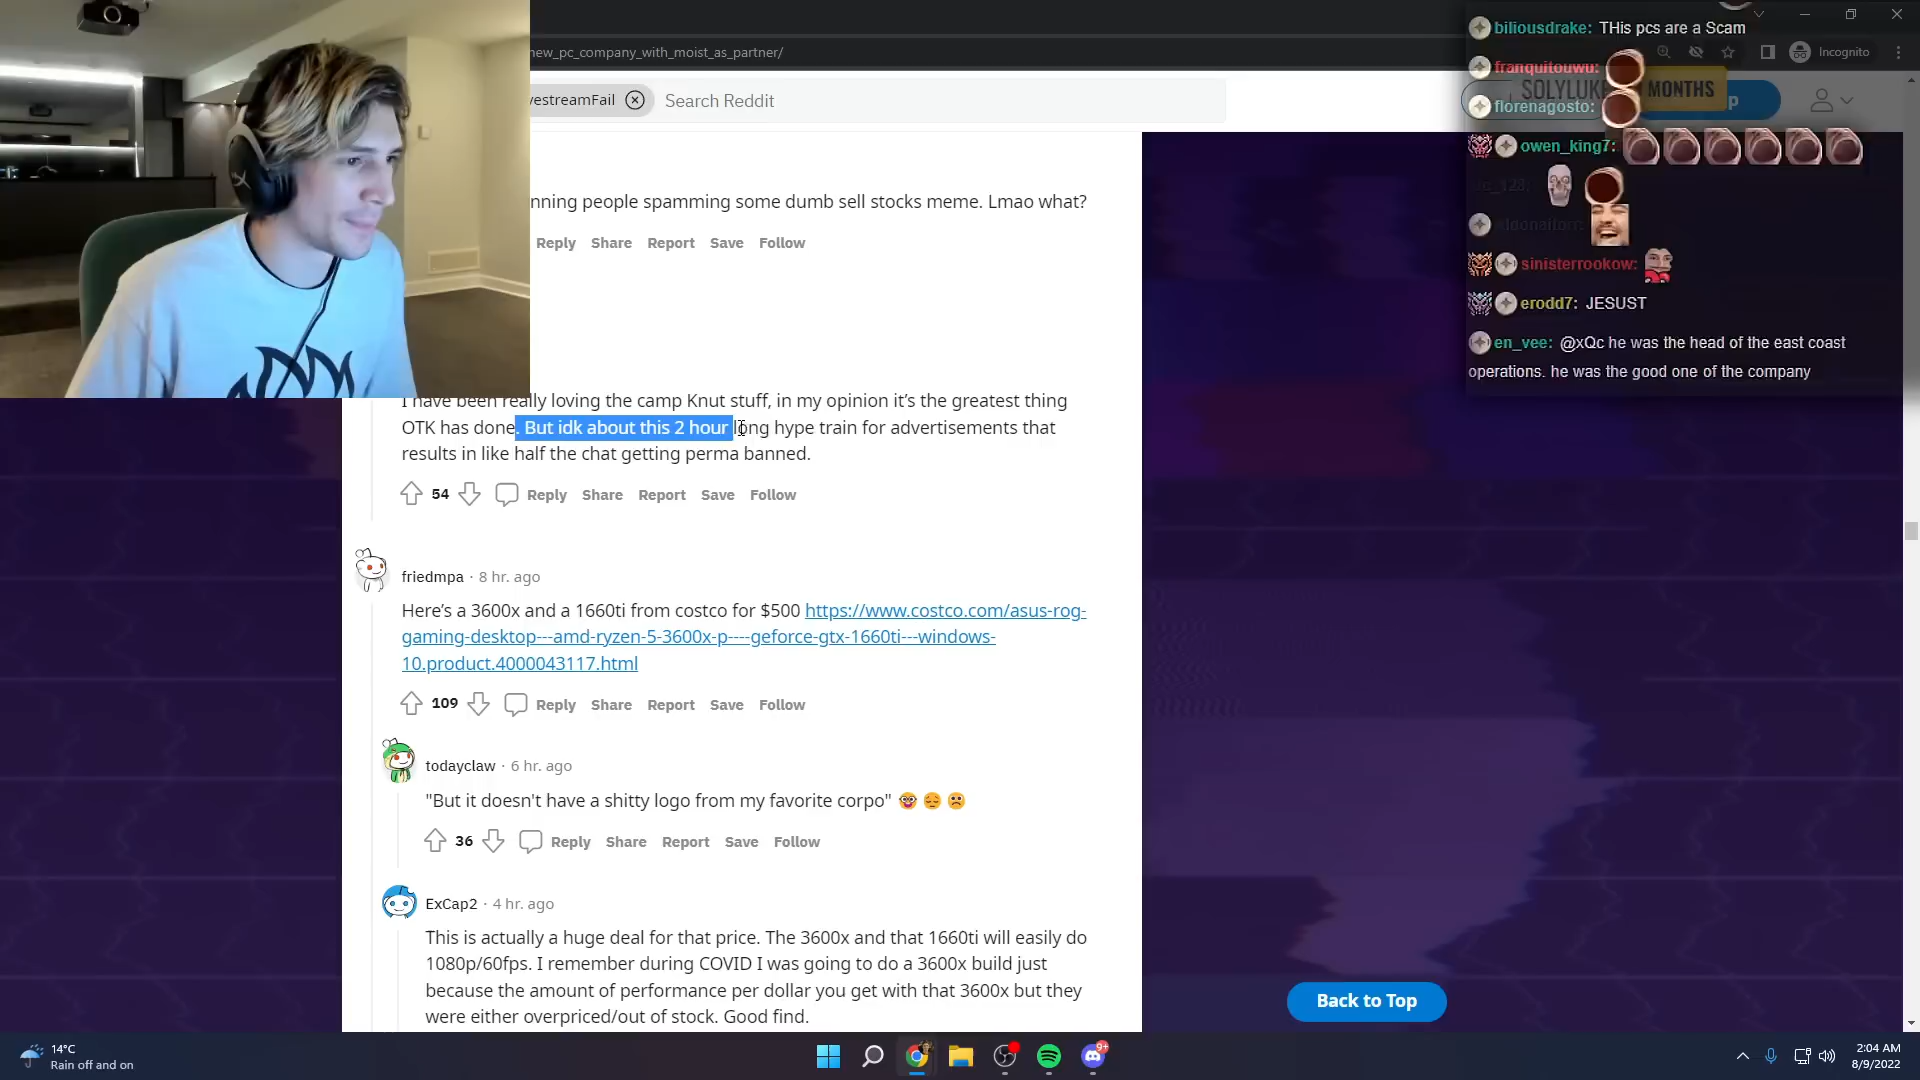 new_pc_company_with_moist_as_partner/
Incognito
vestreamFail
Search Reddit
SOLYLUKE
MONTHS
nning people spamming some dumb sell stocks meme. Lmao what?
Reply Share Report Save Follow
I have been really loving the camp Knut stuff, in my opinion it's the greatest thing
OTK has done. But idk about this 2 hour long hype train for advertisements that
results in like half the chat getting perma banned.
54 Reply Share Report Save Follow
friedmpa · 8 hr. ago
Here's a 3600x and a 1660ti from costco for $500 https://www.costco.com/asus-rog-
gaming-desktop---amd-ryzen-5-3600x-p----geforce-gtx-1660ti---windows-
10.product.4000043117.html
109 Reply Share Report Save Follow
todayclaw · 6 hr. ago
"But it doesn't have a shitty logo from my favorite corpo"
36 Reply Share Report Save Follow
ExCap2 · 4 hr. ago
This is actually a huge deal for that price. The 3600x and that 1660ti will easily do
1080p/60fps. I remember during COVID I was going to do a 3600x build just
because the amount of performance per dollar you get with that 3600x but they
were either overpriced/out of stock. Good find.
biliousdrake: THis pcs are a Scam
franquitouwu:
fiorenagosto:
owen_king7:
sinisterrookow:
erodd7: JESUST
en_vee: @xQc he was the head of the east coast
operations. he was the good one of the company
Back to Top
14°C
Rain off and on
9+
2:04 AM
8/9/2022